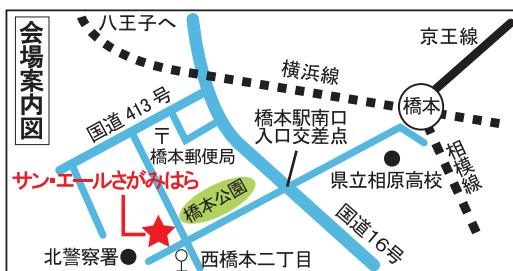 会場案内図
八王子へ
京王線
横浜線
橋本
国道413号
〒
橋本郵便局
橋本駅南口
入口交差点
相模線
県立相原高校
サン・エールさがみはら
橋本公園
国道16号
北警察署
西橋本二丁目